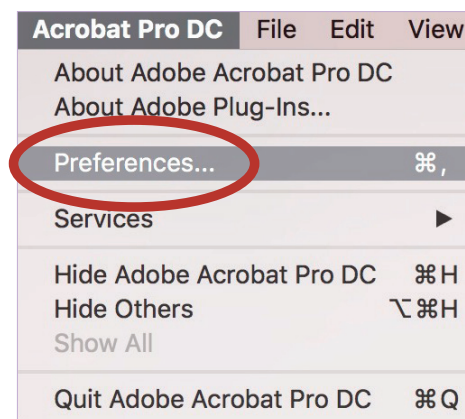 Acrobat Pro DC File Edit View
About Adobe Acrobat Pro DC
About Adobe Plug-Ins...
Preferences... ⌘,
Services ▶
Hide Adobe Acrobat Pro DC ⌘H
Hide Others ⌥⌘H
Show All
Quit Adobe Acrobat Pro DC ⌘Q